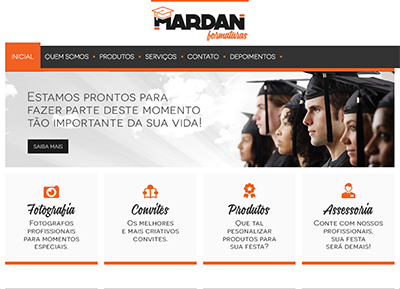 MARDAN
formaturas
INICIAL • QUEM SOMOS • PRODUTOS • SERVIÇOS • CONTATO • DEPOIMENTOS •
Estamos prontos para
fazer parte deste momento
tão importante da sua vida!
SAIBA MAIS
Fotografia
Fotografos
profissionais
para momentos
especiais.
Convites
Os melhores
e mais criativos
convites.
Produtos
Que tal
pesonalizar
produtos para
sua festa?
Assessoria
Conte com nossos
profissionais,
sua festa
será demais!